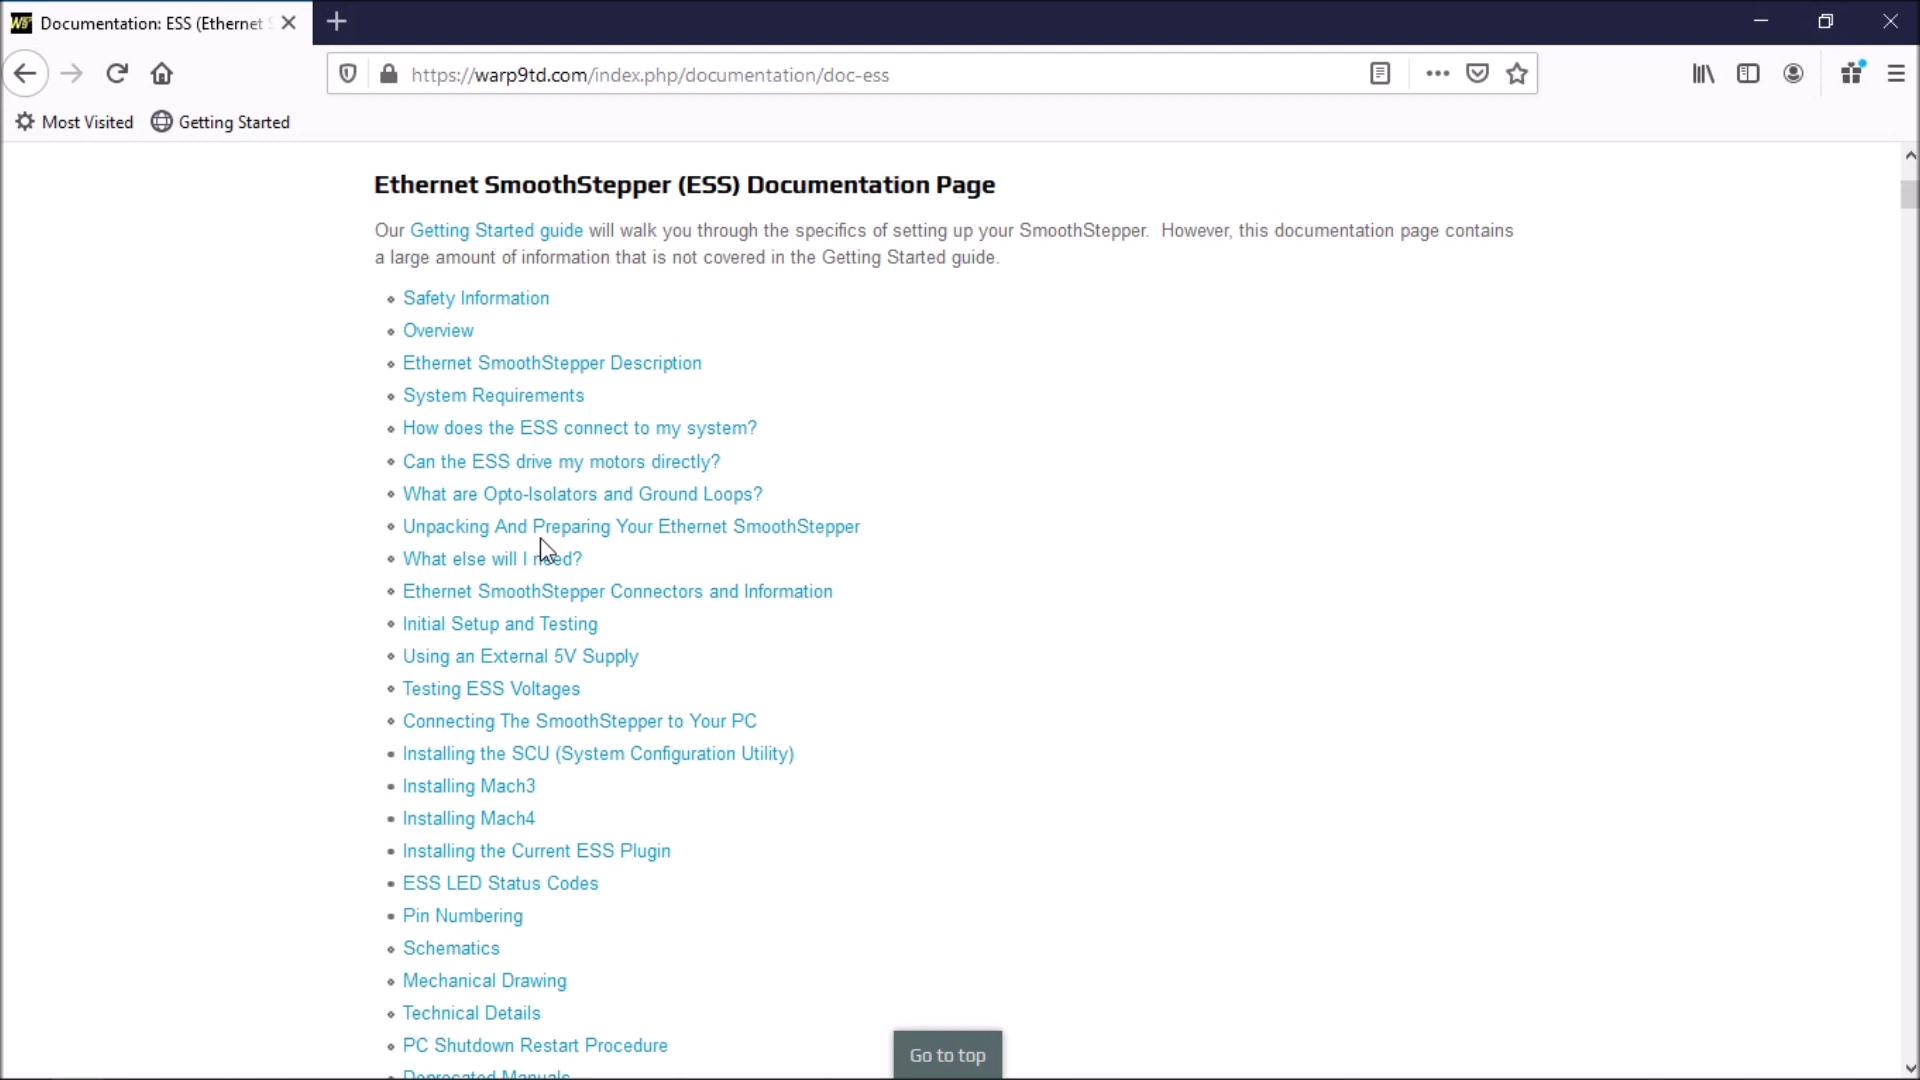 Documentation: ESS (Ethernet S
https://warp9td.com/index.php/documentation/doc-ess
Most Visited
Getting Started
Ethernet SmoothStepper (ESS) Documentation Page
Our Getting Started guide will walk you through the specifics of setting up your SmoothStepper. However, this documentation page contains
a large amount of information that is not covered in the Getting Started guide.
Safety Information
Overview
Ethernet SmoothStepper Description
System Requirements
How does the ESS connect to my system?
Can the ESS drive my motors directly?
What are Opto-Isolators and Ground Loops?
Unpacking And Preparing Your Ethernet SmoothStepper
What else will I need?
Ethernet SmoothStepper Connectors and Information
Initial Setup and Testing
Using an External 5V Supply
Testing ESS Voltages
Connecting The SmoothStepper to Your PC
Installing the SCU (System Configuration Utility)
Installing Mach3
Installing Mach4
Installing the Current ESS Plugin
ESS LED Status Codes
Pin Numbering
Schematics
Mechanical Drawing
Technical Details
PC Shutdown Restart Procedure
Go to top
Deprecated Manuals